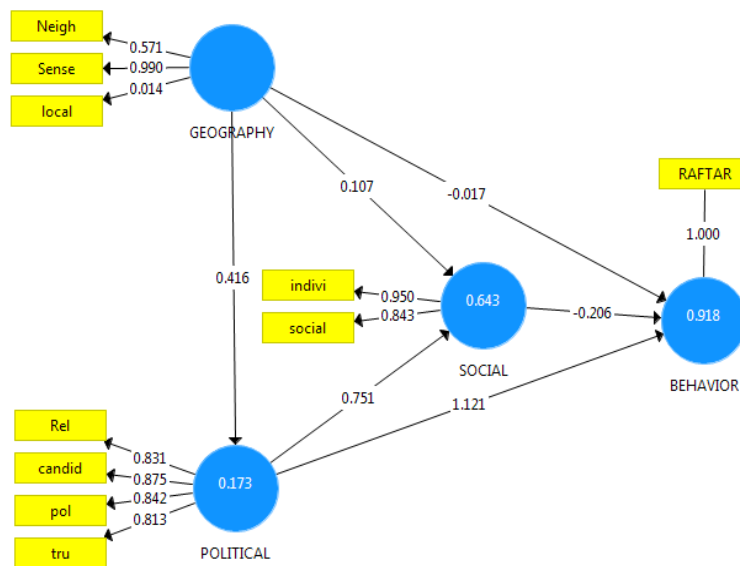 Neigh
0.571
Sense
0.990
local
0.014
GEOGRAPHY
RAFTAR
0.107
-0.017
1.000
0.416
indivi
0.950
social
0.843
0.643
-0.206
0.918
SOCIAL
BEHAVIOR
0.751
1.121
Rel
0.831
candid
0.875
pol
0.842
tru
0.813
0.173
POLITICAL